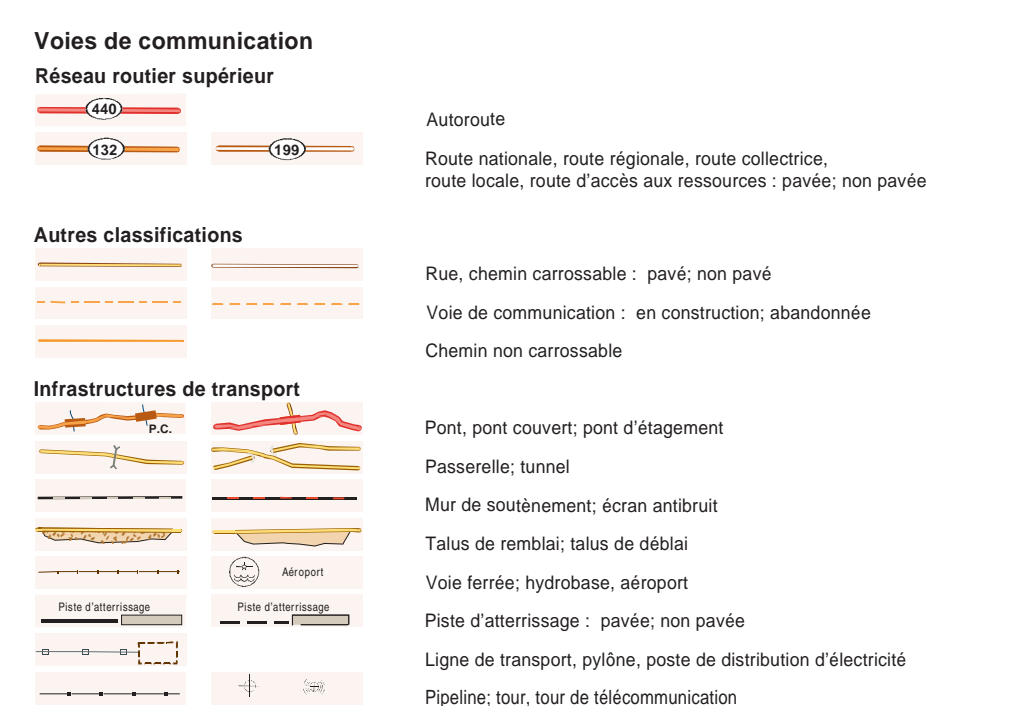 Voies de communication
Réseau routier supérieur
440
Autoroute
132
199
Route nationale, route régionale, route collectrice,
route locale, route d'accès aux ressources : pavée; non pavée
Autres classifications
Rue, chemin carrossable : pavé; non pavé
Voie de communication : en construction; abandonnée
Chemin non carrossable
Infrastructures de transport
P.C.
Pont, pont couvert; pont d'étagement
Passerelle; tunnel
Mur de soutènement; écran antibruit
Talus de remblai; talus de déblai
Aéroport
Voie ferrée; hydrobase, aéroport
Piste d'atterrissage
Piste d'atterrissage
Piste d'atterrissage : pavée; non pavée
Ligne de transport, pylône, poste de distribution d'électricité
Pipeline; tour, tour de télécommunication